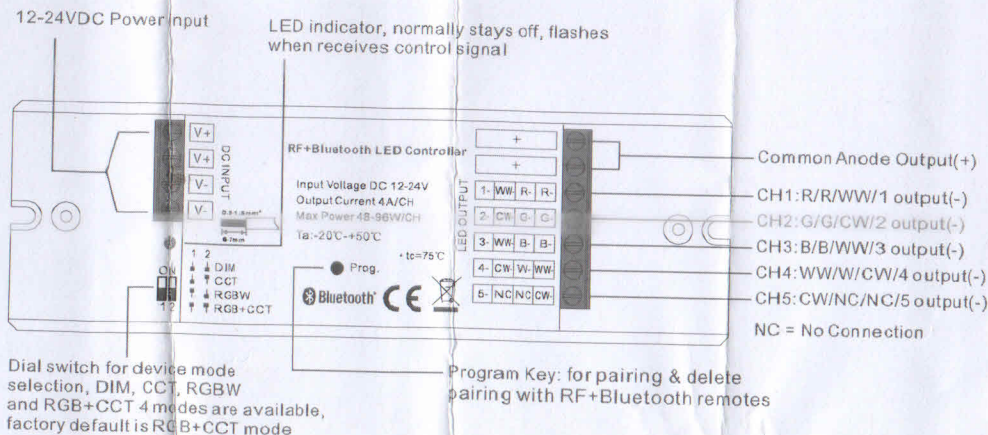 12-24VDC Power Input
LED indicator, normally stays off, flashes
when receives control signal
V+
V+
V-
V-
DC INPUT
6-7mm
RF+Bluetooth LED Controller
Input Voltage DC 12-24V
Output Current 4A/CH
Max Power 48-96W/CH
Ta:-20℃-+50℃
• tc=75℃
Prog.
Bluetooth®
CE
ON
1 2
1 2
DIM
CCT
RGBW
RGB+CCT
LED OUTPUT
+
+
1- WW- R- R-
2- CW- G- G-
3- WW- B- B-
4- CW- W- WW-
5- NC NC CW-
Common Anode Output(+)
CH1:R/R/WW/1 output(-)
CH2:G/G/CW/2 output(-)
CH3:B/B/WW/3 output(-)
CH4:WW/W/CW/4 output(-)
CH5:CW/NC/NC/5 output(-)
NC = No Connection
Dial switch for device mode
selection, DIM, CCT, RGBW
and RGB+CCT 4 modes are available,
factory default is RGB+CCT mode
Program Key: for pairing & delete
pairing with RF+Bluetooth remotes